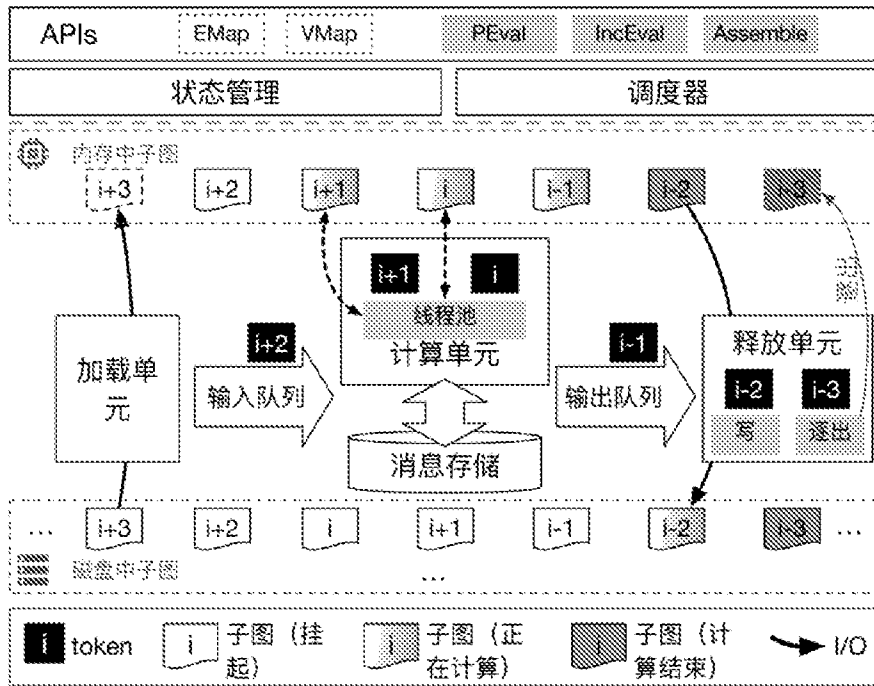 APIs EMap VMap PEval IncEval Assemble
状态管理 调度器
内存中子图
i+3 i+2 i+1 i i-1 i-2 i-3
i+1 i
线程池
计算单元
加载单
元
i+2
输入队列
i-1
输出队列
释放单元
i-2 i-3
写 逐出
消息存储
… i+3 i+2 i i+1 i-1 i-2 i-3 …
磁盘中子图
…
i token i 子图（挂
起） i 子图（正
在计算） i 子图（计
算结束） I/O